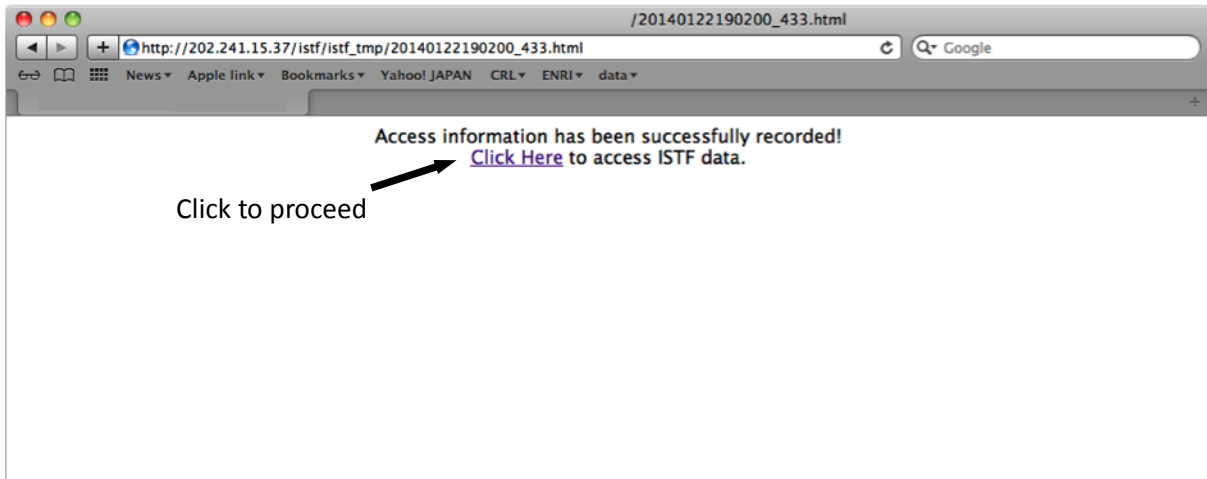 /20140122190200_433.html
http://202.241.15.37/istf/istf_tmp/20140122190200_433.html
Google
News Apple link Bookmarks Yahoo! JAPAN CRL ENRI data
Access information has been successfully recorded!
Click Here to access ISTF data.
Click to proceed